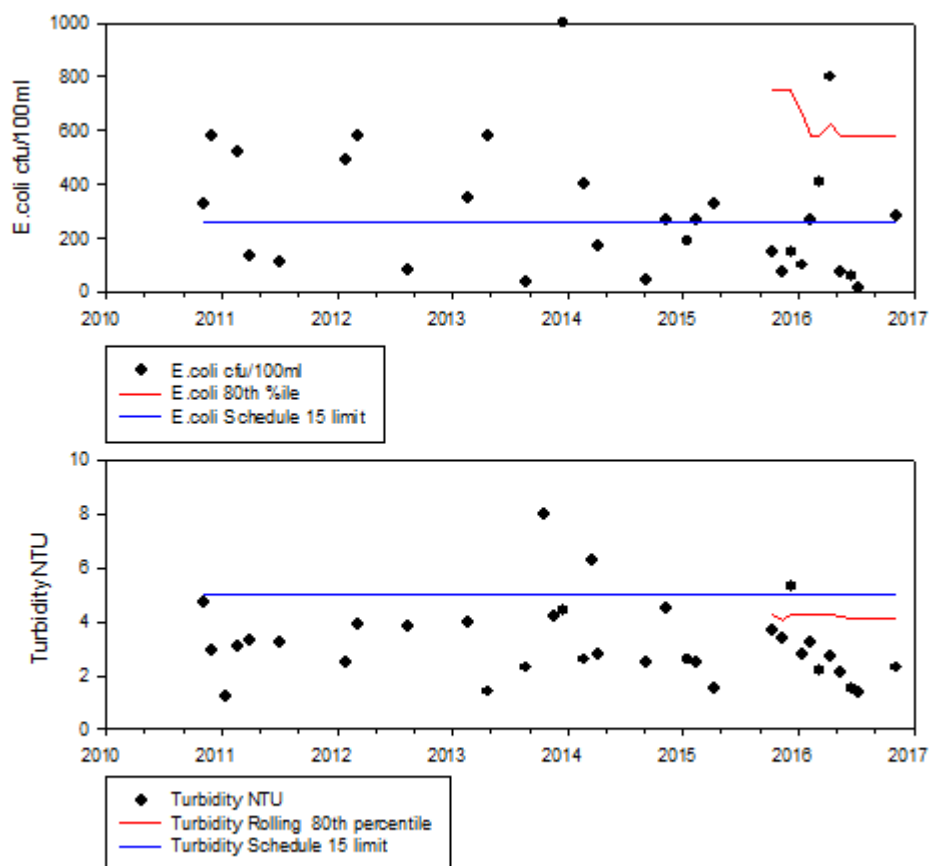 1000
800
600
400
200
0
E.coli cfu/100ml
2010 2011 2012 2013 2014 2015 2016 2017
E.coli cfu/100ml
E.coli 80th %ile
E.coli Schedule 15 limit
10
8
6
4
2
0
Turbidity NTU
2010 2011 2012 2013 2014 2015 2016 2017
Turbidity NTU
Turbidity Rolling 80th percentile
Turbidity Schedule 15 limit